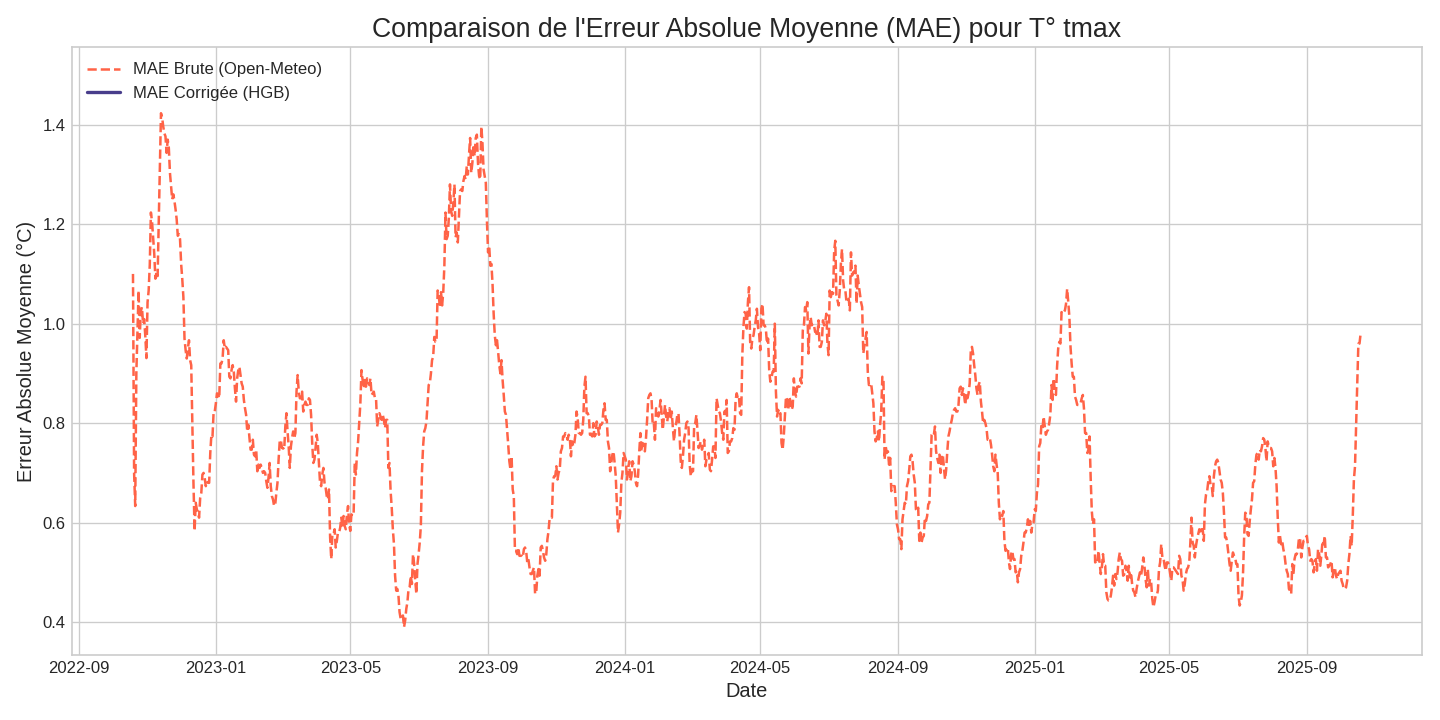 Comparaison de l'Erreur Absolue Moyenne (MAE) pour T° tmax
MAE Brute (Open-Meteo)
MAE Corrigée (HGB)
Erreur Absolue Moyenne (°C)
1.4
1.2
1.0
0.8
0.6
0.4
2022-09 2023-01 2023-05 2023-09 2024-01 2024-05 2024-09 2025-01 2025-05 2025-09
Date